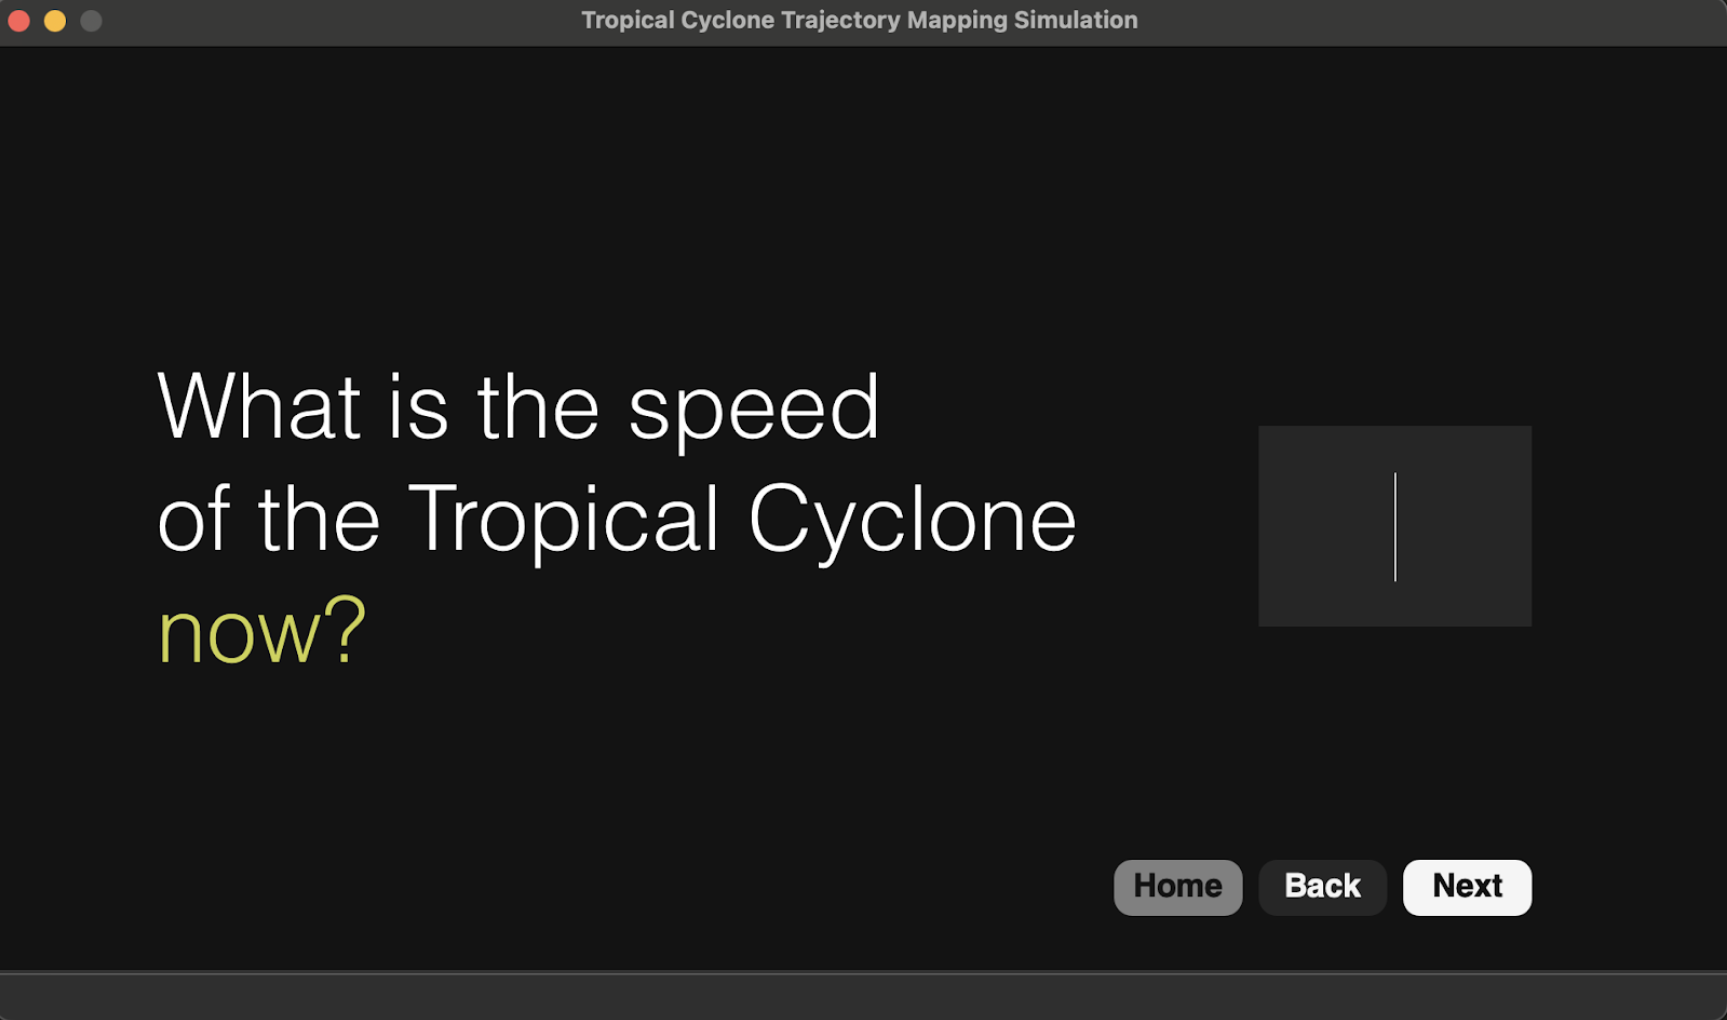 Tropical Cyclone Trajectory Mapping Simulation
What is the speed
of the Tropical Cyclone
now?
Home
Back
Next